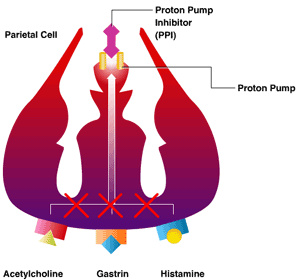 Proton Pump
Inhibitor
(PPI)
Parietal Cell
Proton Pump
Acetylcholine
Gastrin
Histamine